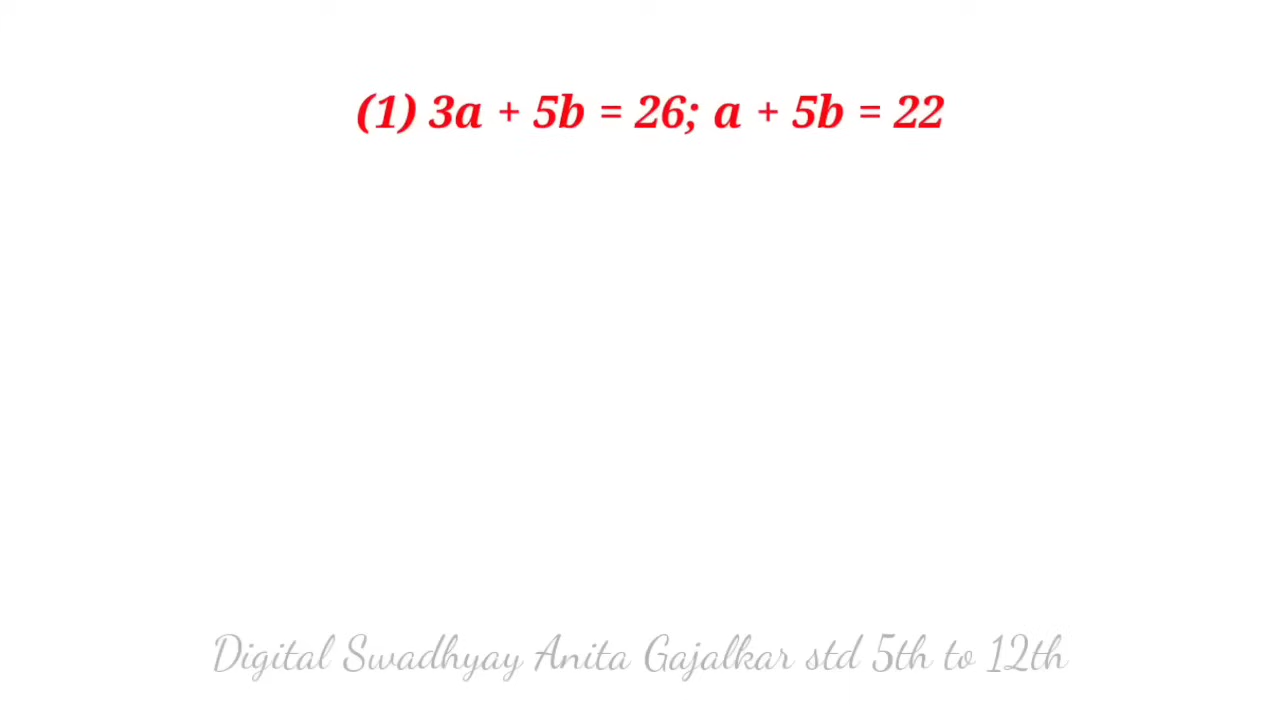 (1) 3a + 5b = 26; a + 5b = 22
Digital Swadhyay Anita Gajalkar std 5th to 12th